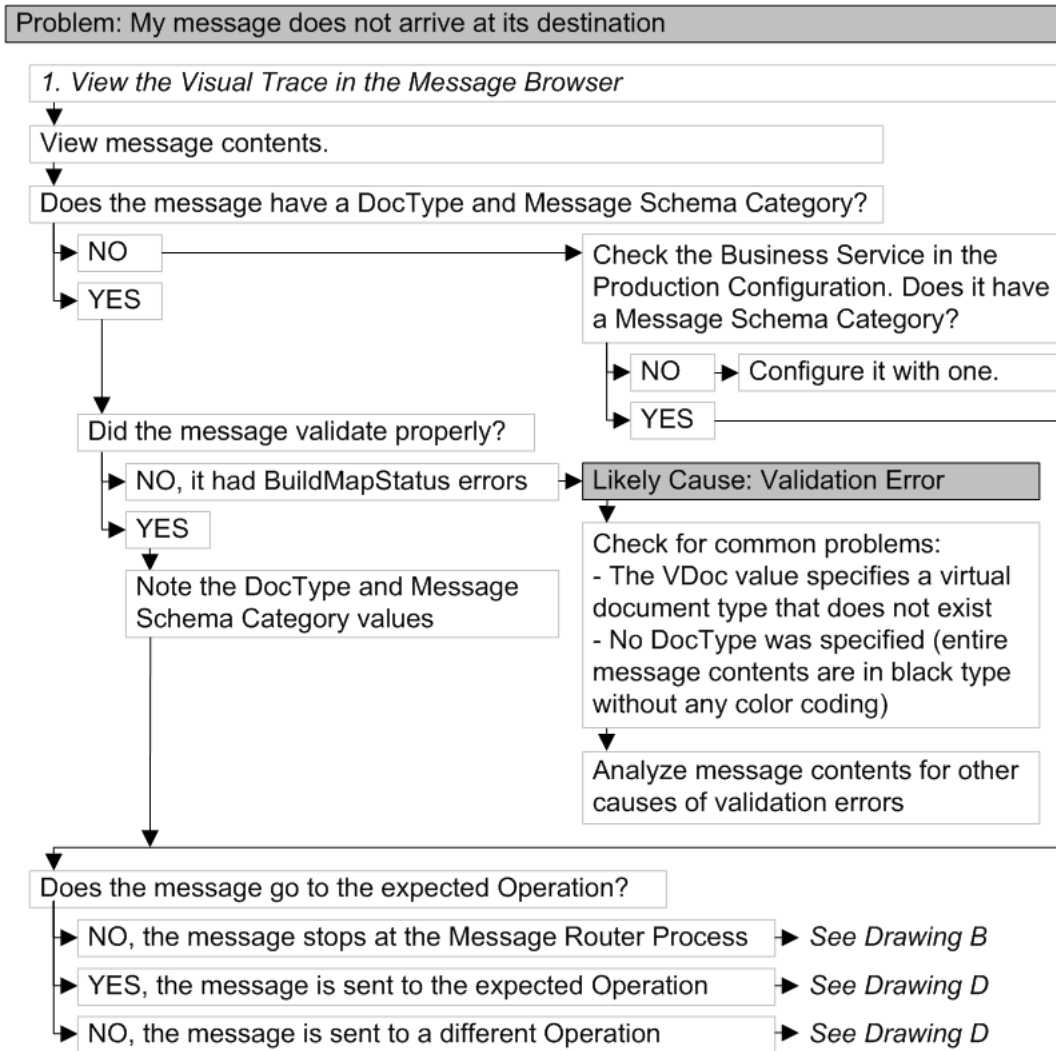 Problem: My message does not arrive at its destination
1. View the Visual Trace in the Message Browser
View message contents.
Does the message have a DocType and Message Schema Category?
NO
YES
Check the Business Service in the
Production Configuration. Does it have
a Message Schema Category?
NO
Configure it with one.
YES
Did the message validate properly?
NO, it had BuildMapStatus errors
Likely Cause: Validation Error
YES
Check for common problems:
- The VDoc value specifies a virtual
document type that does not exist
- No DocType was specified (entire
message contents are in black type
without any color coding)
Note the DocType and Message
Schema Category values
Analyze message contents for other
causes of validation errors
Does the message go to the expected Operation?
NO, the message stops at the Message Router Process
See Drawing B
YES, the message is sent to the expected Operation
See Drawing D
NO, the message is sent to a different Operation
See Drawing D